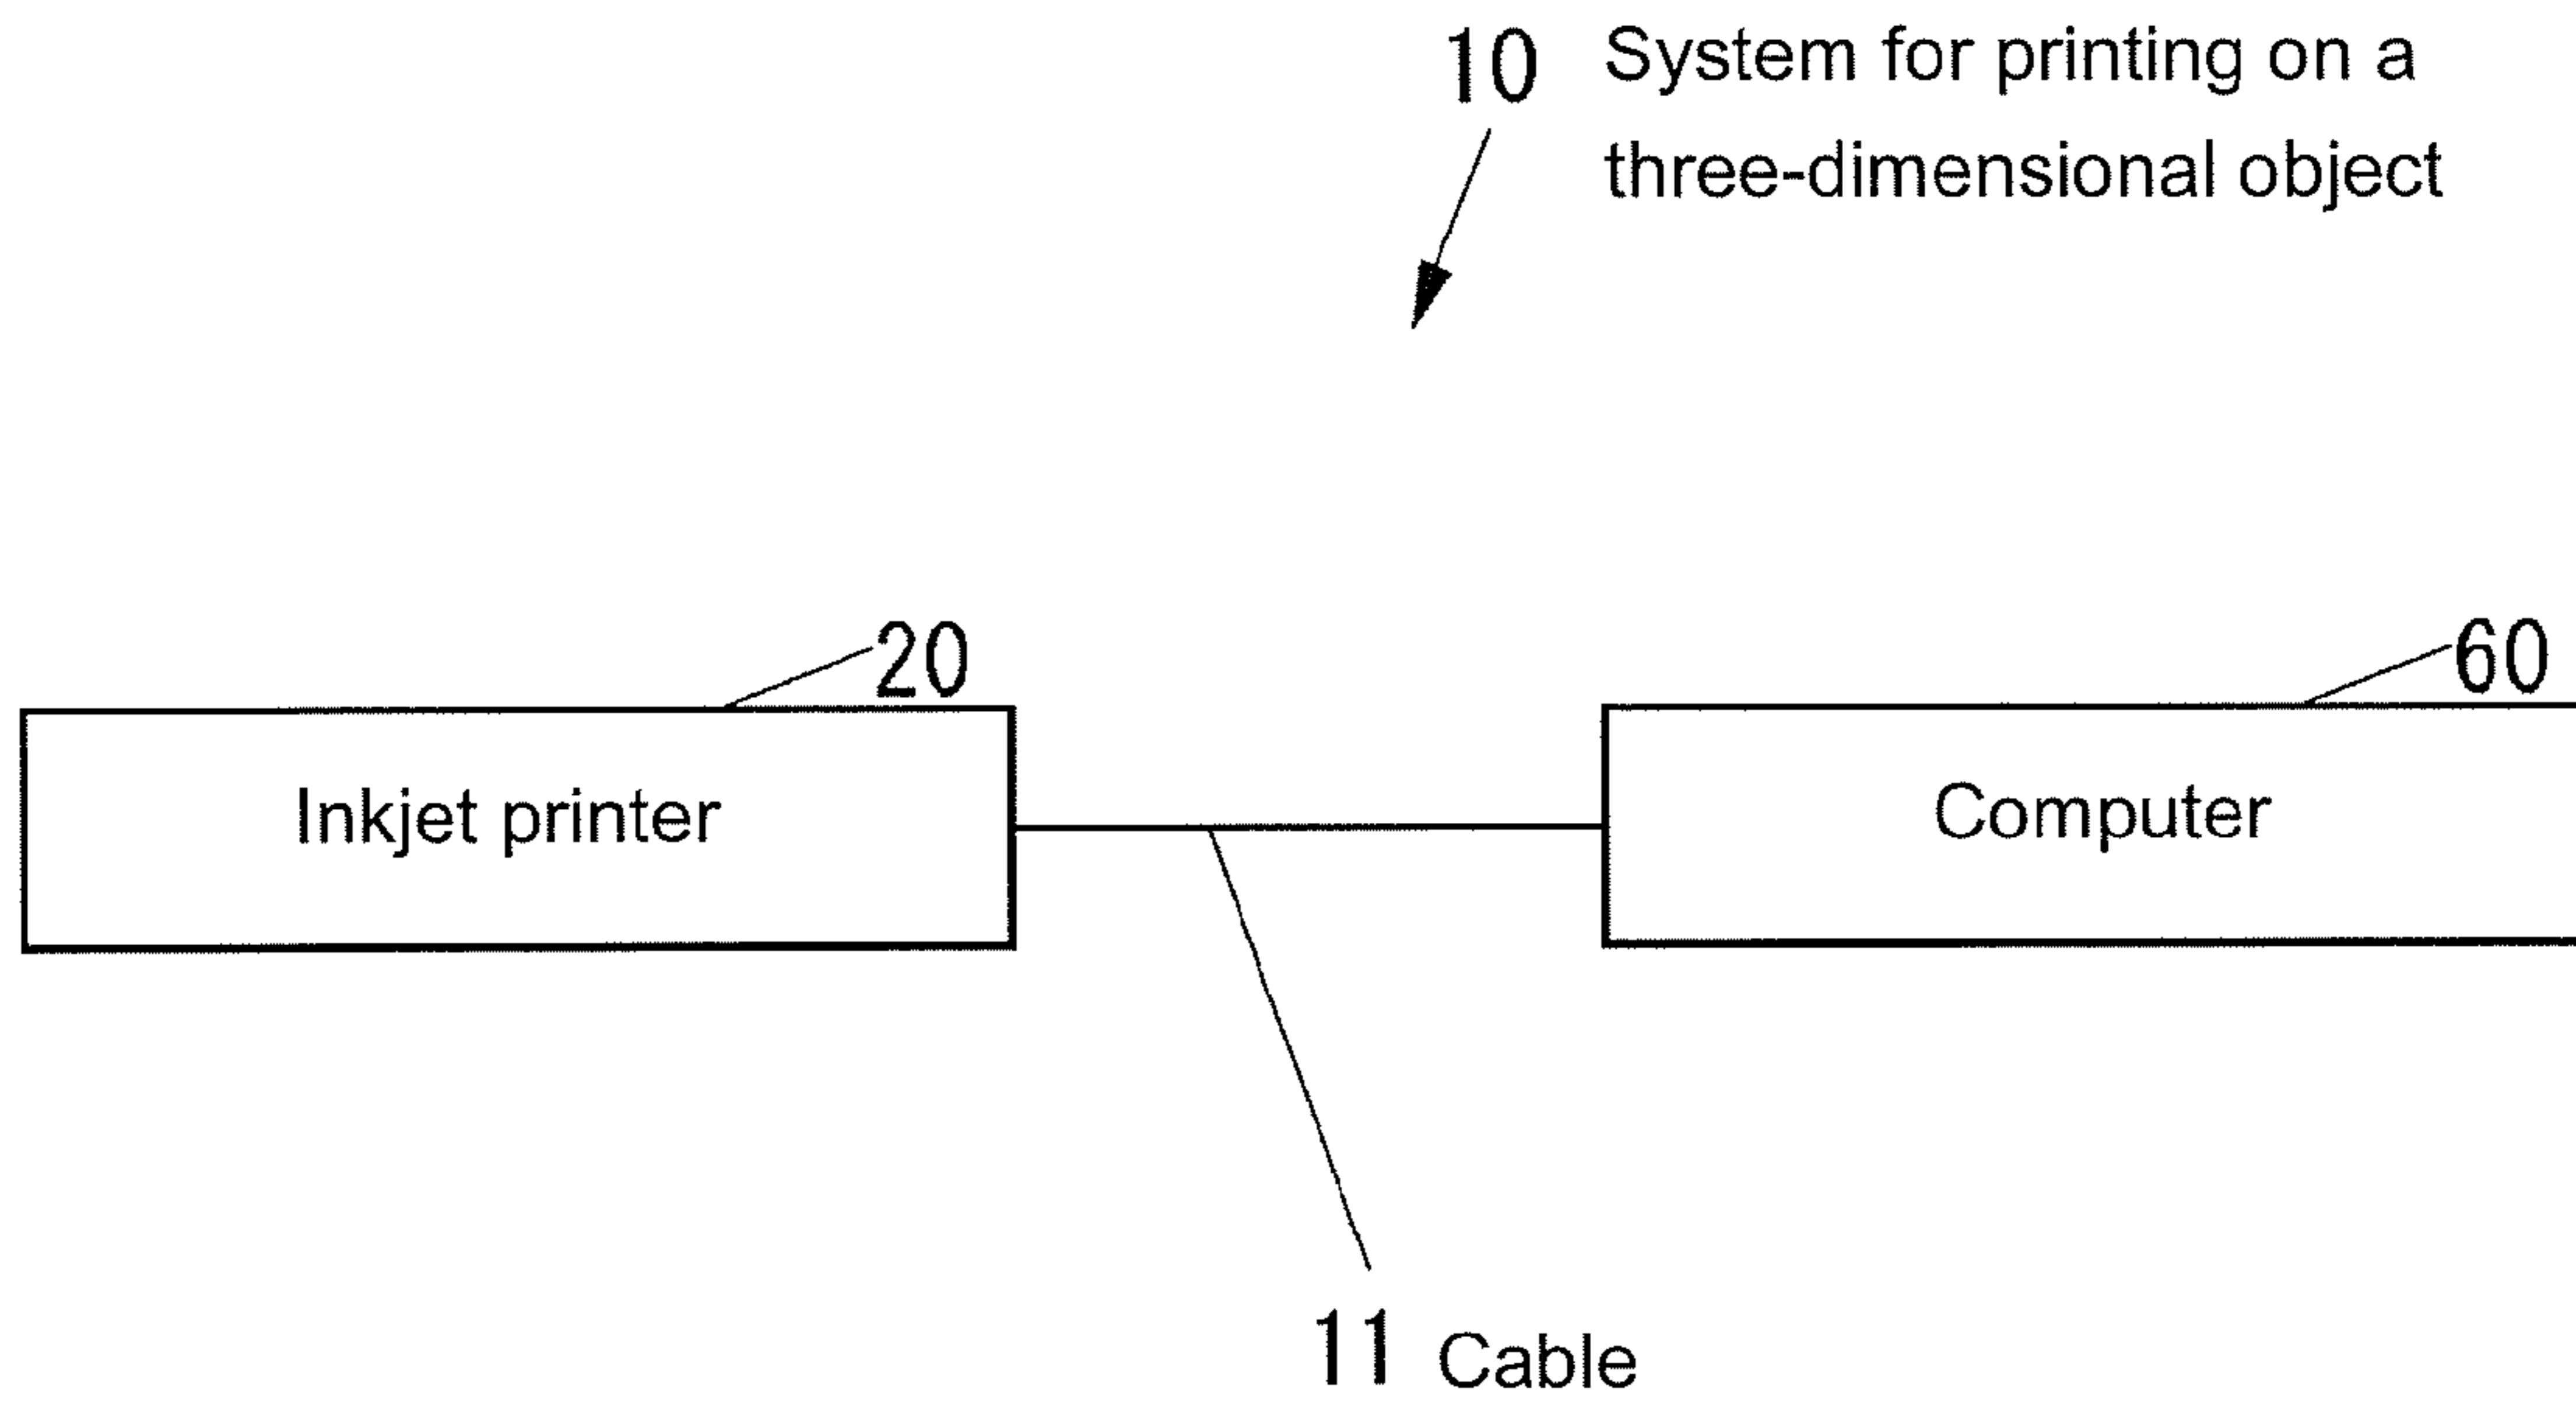 10 System for printing on a
three-dimensional object
20
60
Inkjet printer
Computer
11 Cable